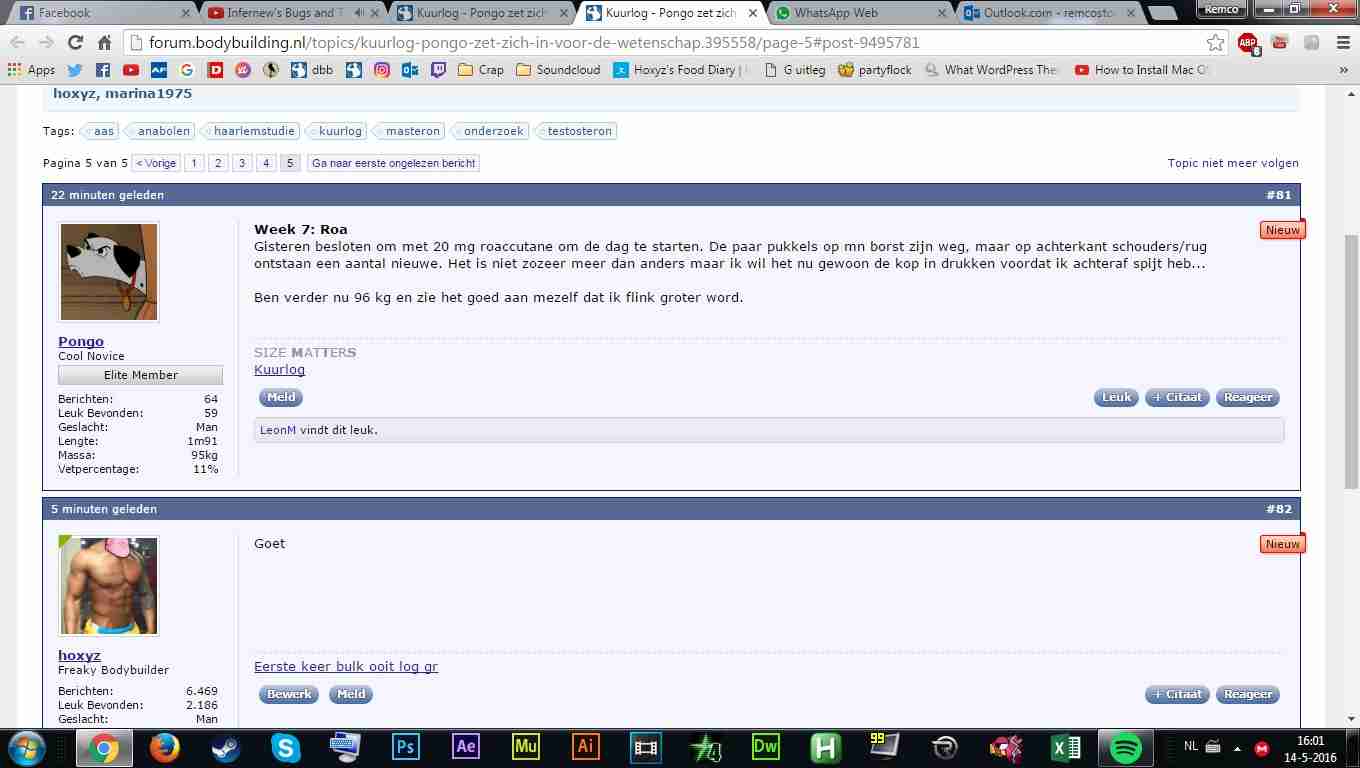 Facebook
Infernew's Bugs and T
Kuurlog - Pongo zet zich
Kuurlog - Pongo zet zich
WhatsApp Web
Outlook.com - remcosto
Remco
forum.bodybuilding.nl/topics/kuurlog-pongo-zet-zich-in-voor-de-wetenschap.395558/page-5#post-9495781
ABP
6
Apps
dbb
Crap
Soundcloud
Hoxyz's Food Diary |
G uitleg
partyflock
What WordPress The
How to Install Mac O
»
hoxyz, marina1975
Tags: aas anabolen haarlemstudie kuurlog masteron onderzoek testosteron
Pagina 5 van 5 < Vorige 1 2 3 4 5 Ga naar eerste ongelezen bericht
Topic niet meer volgen
22 minuten geleden #81
Nieuw
Week 7: Roa
Gisteren besloten om met 20 mg roaccutane om de dag te starten. De paar pukkels op mn borst zijn weg, maar op achterkant schouders/rug
ontstaan een aantal nieuwe. Het is niet zozeer meer dan anders maar ik wil het nu gewoon de kop in drukken voordat ik achteraf spijt heb...
Ben verder nu 96 kg en zie het goed aan mezelf dat ik flink groter word.
Pongo
Cool Novice
Elite Member
Berichten: 64
Leuk Bevonden: 59
Geslacht: Man
Lengte: 1m91
Massa: 95kg
Vetpercentage: 11%
SIZE MATTERS
Kuurlog
Meld Leuk + Citaat Reageer
LeonM vindt dit leuk.
5 minuten geleden #82
Nieuw
Goet
hoxyz
Freaky Bodybuilder
Berichten: 6.469
Leuk Bevonden: 2.186
Geslacht: Man
Eerste keer bulk ooit log gr
Bewerk Meld + Citaat Reageer
Ps
Ae
Mu
Ai
Dw
H
99
NL
16:01
14-5-2016